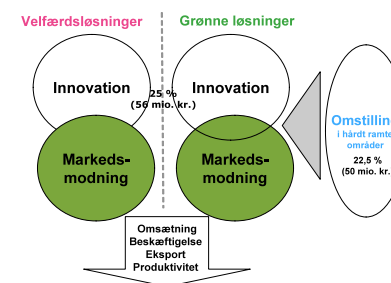 Velfærdsløsninger
Grønne løsninger
Innovation
25 %
(56 mio. kr.)
Innovation
Markeds-
modning
Markeds-
modning
Omstillin
i hårdt ramte
områder
22,5 %
(50 mio. kr.
Omsætning
Beskæftigelse
Eksport
Produktivitet